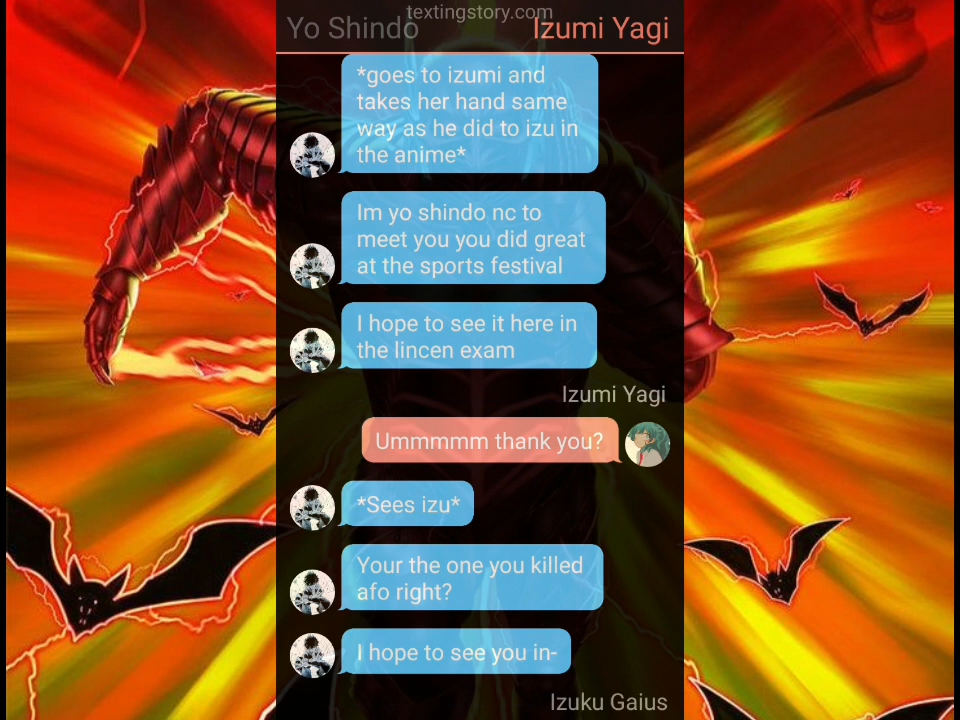 textingstory.com
Yo Shindo Izumi Yagi
*goes to izumi and
takes her hand same
way as he did to izu in
the anime*
Im yo shindo nc to
meet you you did great
at the sports festival
I hope to see it here in
the lincen exam
Izumi Yagi
Ummmmm thank you?
*Sees izu*
Your the one you killed
afo right?
I hope to see you in-
Izuku Gaius